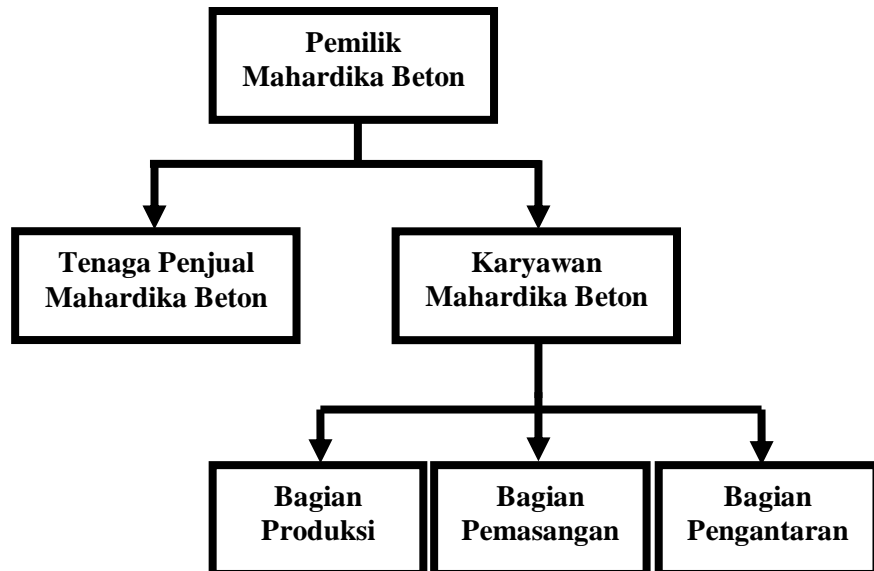 Pemilik
Mahardika Beton
Tenaga Penjual
Mahardika Beton
Karyawan
Mahardika Beton
Bagian
Produksi
Bagian
Pemasangan
Bagian
Pengantaran